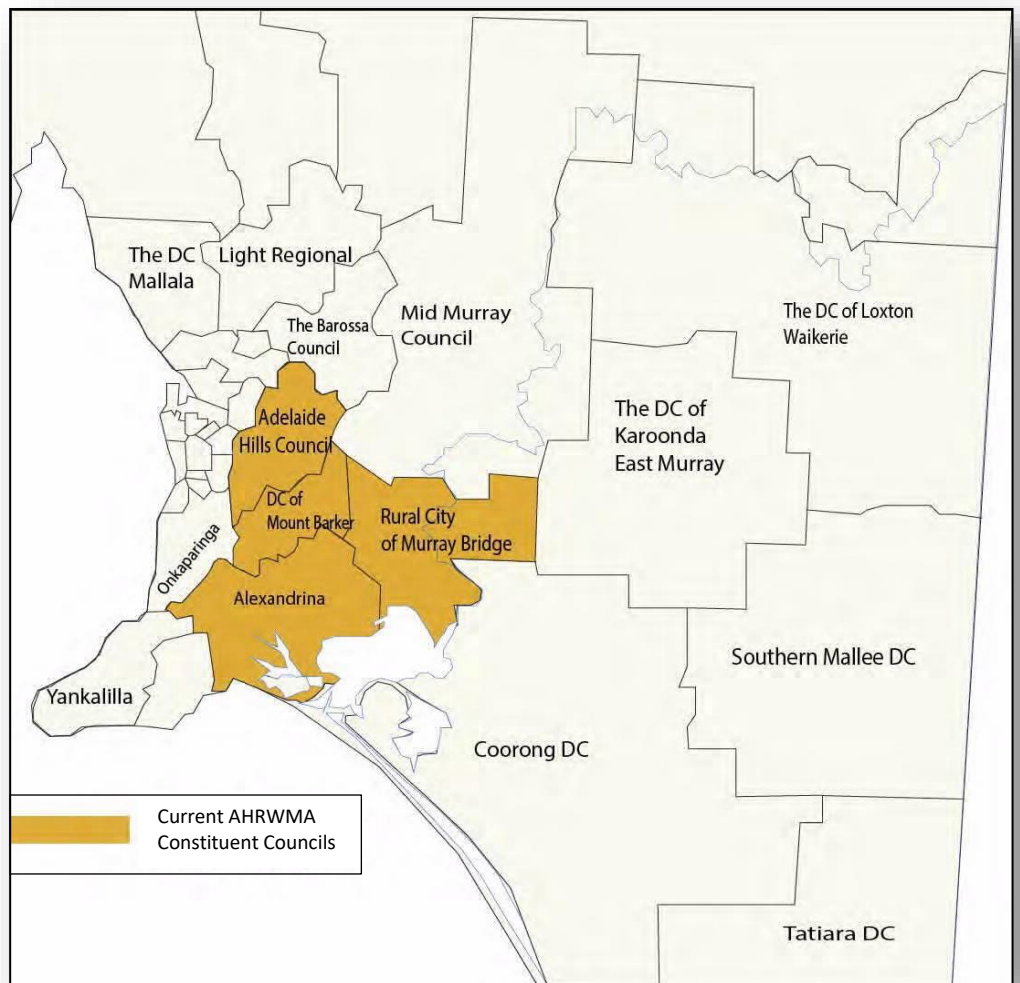 The DC
Mallala
Light Regional
The Barossa
Council
Mid Murray
Council
The DC of Loxton
Waikerie
Adelaide
Hills Council
The DC of
Karoonda
East Murray
DC of
Mount Barker
Rural City
of Murray Bridge
Onkaparinga
Alexandrina
Southern Mallee DC
Yankalilla
Coorong DC
Current AHRWMA
Constituent Councils
Tatiara DC